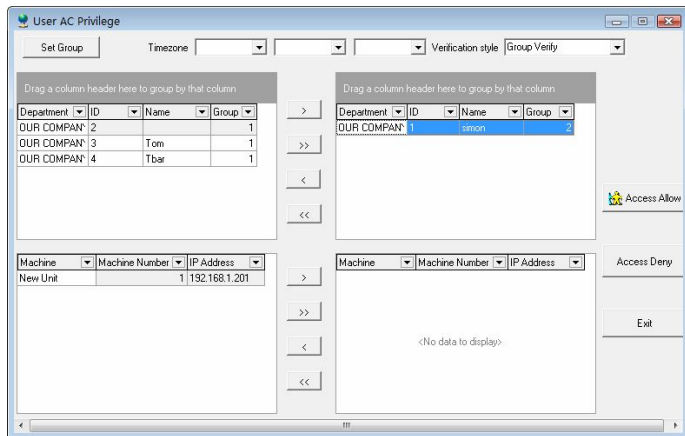 User AC Privilege
Set Group Timezone Verification style Group Verify
Drag a column header here to group by that column Drag a column header here to group by that column
Department ID Name Group > Department ID Name Group
OUR COMPANY 2 1 OUR COMPANY 1 simon 2
OUR COMPANY 3 Tom 1 >>
OUR COMPANY 4 Tbar 1
<
Access Allow
<<
Machine Machine Number IP Address Machine Machine Number IP Address Access Deny
New Unit 1 192.168.1.201 >
>>
Exit
<No data to display>
<
<<